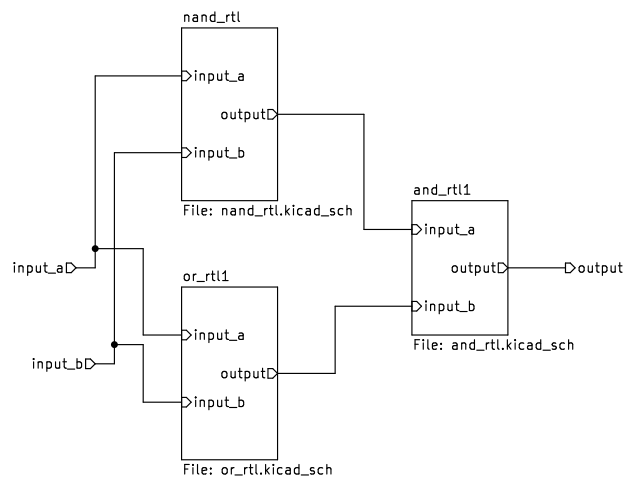 nand_rtl
input_a
output
input_b
File: nand_rtl.kicad_sch
and_rtl1
input_a
output
output
input_b
File: and_rtl.kicad_sch
input_a
input_b
or_rtl1
input_a
output
input_b
File: or_rtl.kicad_sch